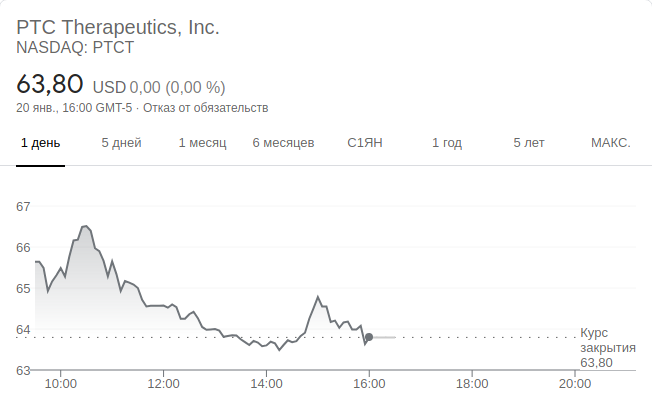 PTC Therapeutics, Inc.
NASDAQ: PTCT
63,80 USD 0,00 (0,00 %)
20 янв., 16:00 GMT-5 · Отказ от обязательств
1 день 5 дней 1 месяц 6 месяцев С1ЯН 1 год 5 лет МАКС.
67
66
65
64
Курс
закрытия
63,80
63
10:00 12:00 14:00 16:00 18:00 20:00